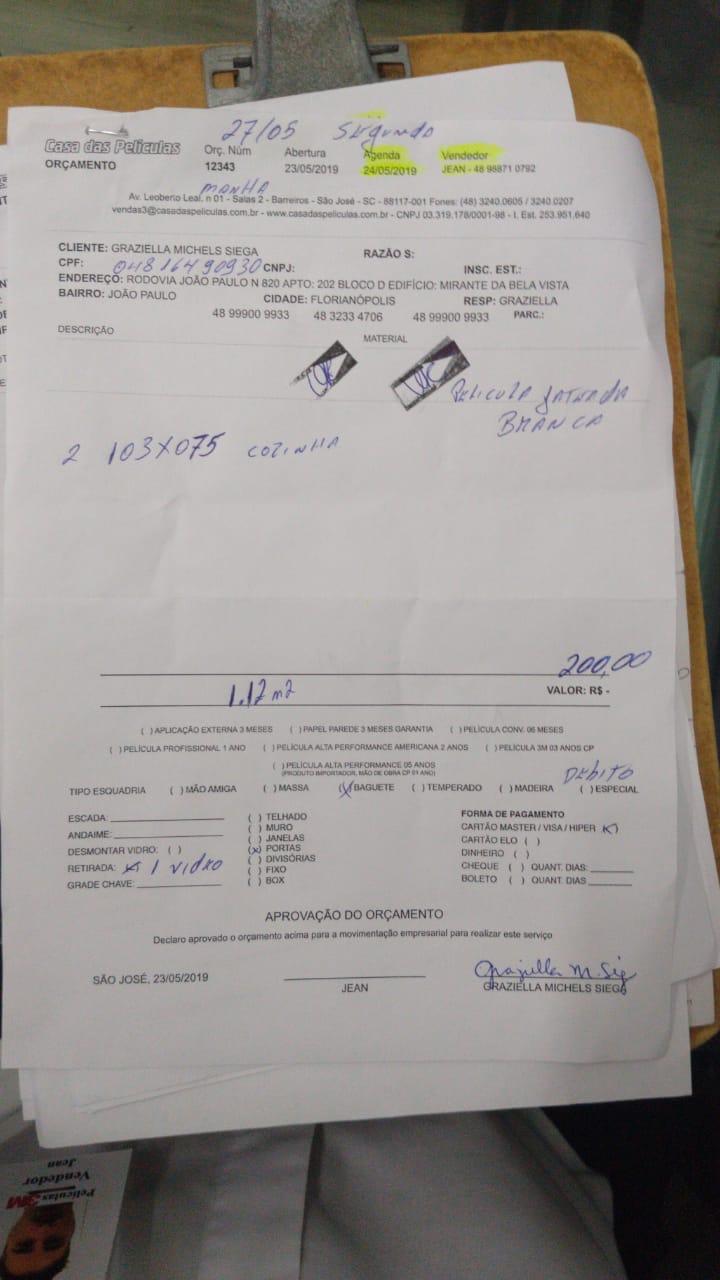 27/05 Segunda
Casa das Películas Orç. Núm Abertura Agenda Vendedor
ORÇAMENTO 12343 23/05/2019 24/05/2019 JEAN - 48 98871 0792
MANHA
Av. Leoberto Leal, n 01 - Salas 2 - Barreiros - São José - SC - 88117-001 Fones: (48) 3240.0605 / 3240.0207
vendas3@casadaspeliculas.com.br - www.casadaspeliculas.com.br - CNPJ 03.319.178/0001-98 - I. Est. 253.951.640
CLIENTE: GRAZIELLA MICHELS SIEGA RAZÃO S:
CPF: 04816490930 CNPJ: INSC. EST.:
ENDEREÇO: RODOVIA JOÃO PAULO N 820 APTO: 202 BLOCO D EDIFÍCIO: MIRANTE DA BELA VISTA
BAIRRO: JOÃO PAULO CIDADE: FLORIANÓPOLIS RESP: GRAZIELLA
48 99900 9933 48 3233 4706 48 99900 9933 PARC.:
DESCRIÇÃO MATERIAL
PELICULA JATEADA
BRANCA
2 103X075 COZINHA
200,00
1.12 m2 VALOR: R$ -
( ) APLICAÇÃO EXTERNA 3 MESES ( ) PAPEL PAREDE 3 MESES GARANTIA ( ) PELÍCULA CONV. 06 MESES
( ) PELÍCULA PROFISSIONAL 1 ANO ( ) PELÍCULA ALTA PERFORMANCE AMERICANA 2 ANOS ( ) PELÍCULA 3M 03 ANOS CP
( ) PELÍCULA ALTA PERFORMANCE 05 ANOS
(PRODUTO IMPORTADOR, MÃO DE OBRA CP 01 ANO)
DEBITO
TIPO ESQUADRIA ( ) MÃO AMIGA ( ) MASSA (X) BAGUETE ( ) TEMPERADO ( ) MADEIRA ( ) ESPECIAL
ESCADA: ( ) TELHADO FORMA DE PAGAMENTO
ANDAIME: ( ) MURO CARTÃO MASTER / VISA / HIPER (X)
( ) JANELAS CARTÃO ELO ( )
DESMONTAR VIDRO: ( ) (X) PORTAS DINHEIRO ( )
RETIRADA: X 1 VIDRO ( ) DIVISÓRIAS CHEQUE ( ) QUANT. DIAS:
( ) FIXO BOLETO ( ) QUANT. DIAS
GRADE CHAVE: ( ) BOX
APROVAÇÃO DO ORÇAMENTO
Declaro aprovado o orçamento acima para a movimentação empresarial para realizar este serviço
SÃO JOSÉ, 23/05/2019 Graziella M. Sieg
JEAN GRAZIELLA MICHELS SIEGA
Películas 3M
Vendedor
Jean